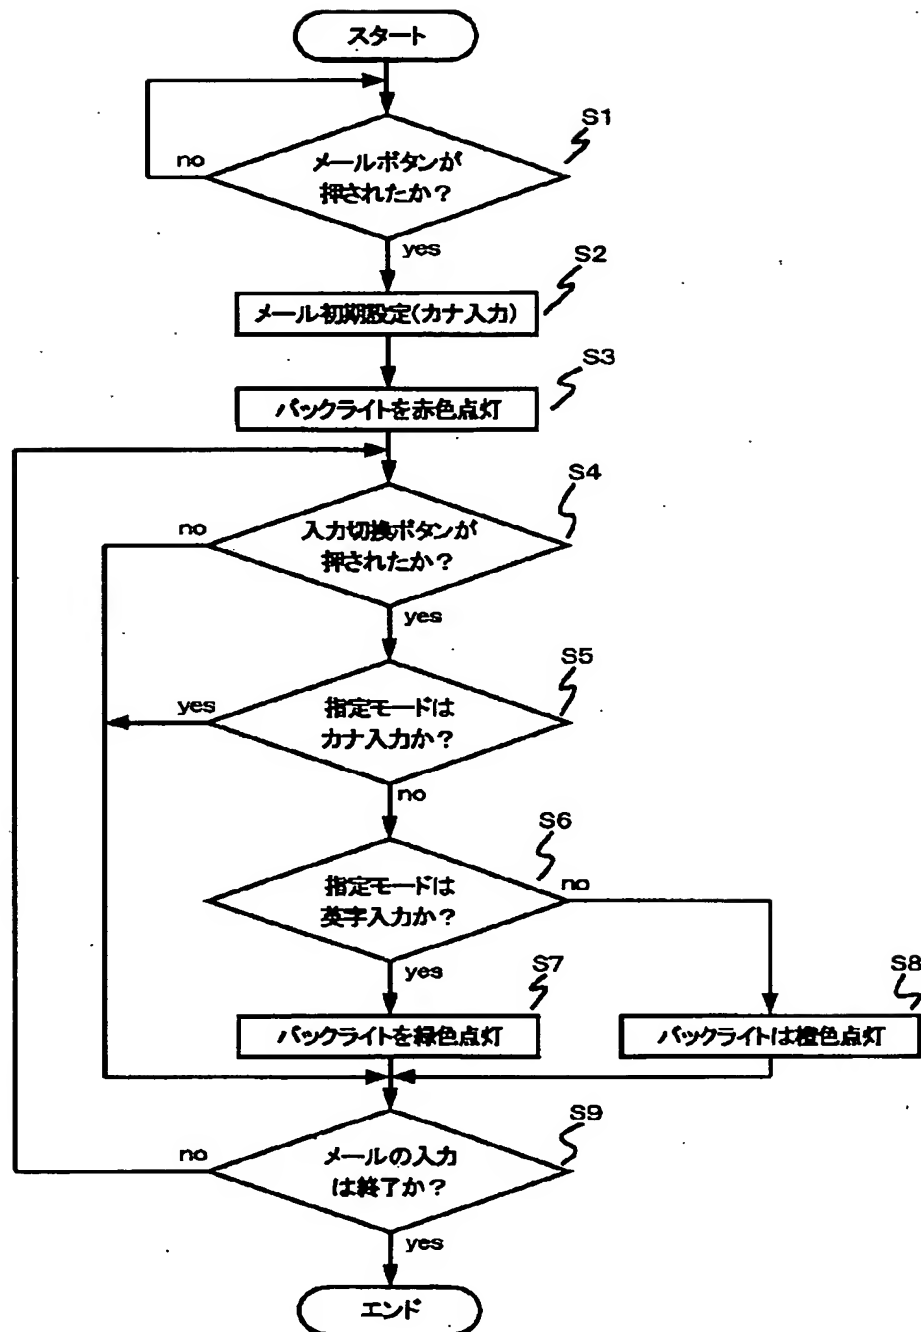 スタート
S1
no
メールボタンが
押されたか?
yes
S2
メール初期設定(カナ入力)
S3
バックライトを赤色点灯
S4
no
入力切換ボタンが
押されたか?
yes
S5
yes
指定モードは
カナ入力か?
no
S6
指定モードは
英字入力か?
no
yes
S7
S8
バックライトを緑色点灯
バックライトは橙色点灯
S9
no
メールの入力
は終了か?
yes
エンド